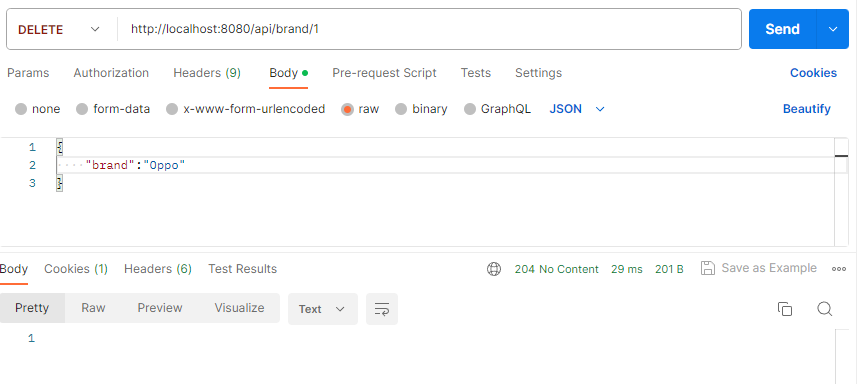 DELETE http://localhost:8080/api/brand/1 Send
Params Authorization Headers (9) Body Pre-request Script Tests Settings Cookies
none form-data x-www-form-urlencoded raw binary GraphQL JSON Beautify
1 {
2 "brand":"Oppo"
3 }
Body Cookies (1) Headers (6) Test Results 204 No Content 29 ms 201 B Save as Example
Pretty Raw Preview Visualize Text
1